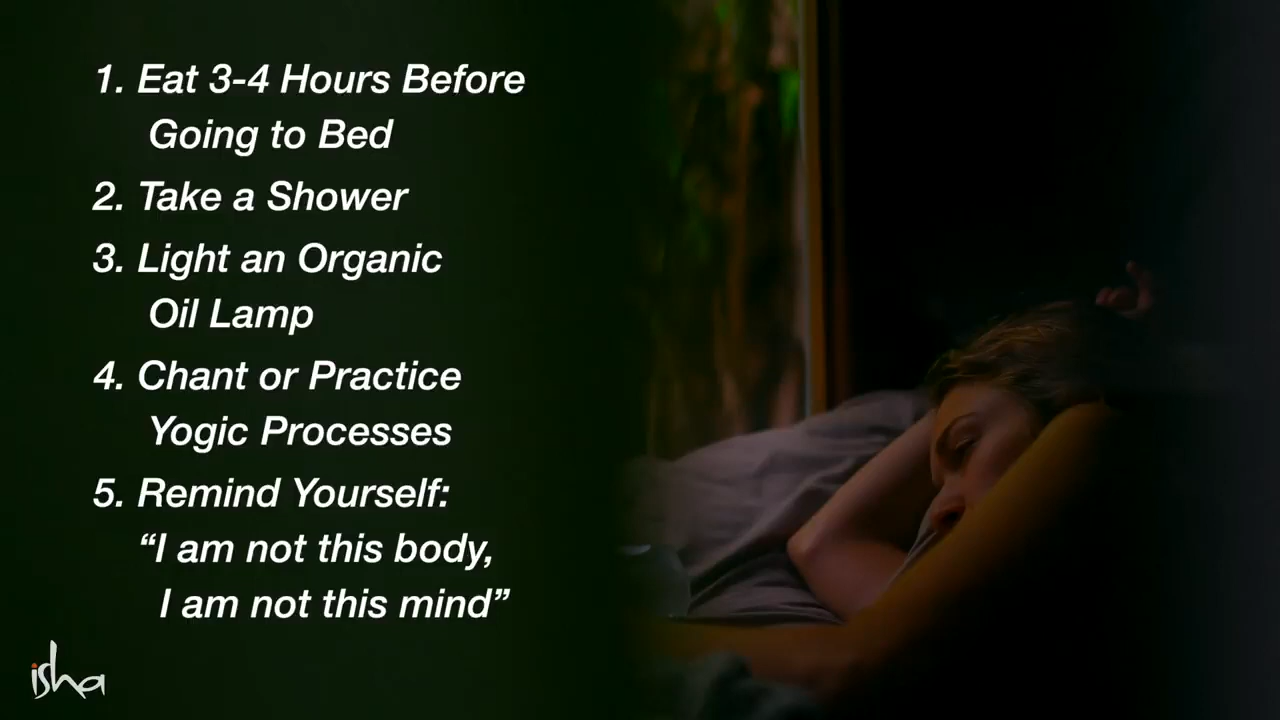 1. Eat 3-4 Hours Before
Going to Bed
2. Take a Shower
3. Light an Organic
Oil Lamp
4. Chant or Practice
Yogic Processes
5. Remind Yourself:
“I am not this body,
I am not this mind”
isha